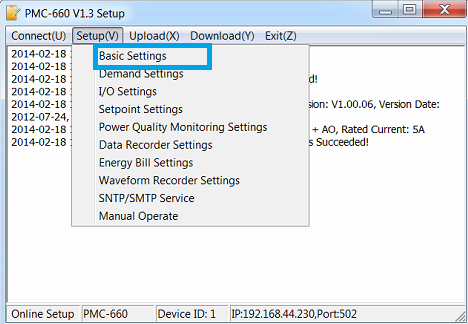 PMC-660 V1.3 Setup
Connect(U) Setup(V) Upload(X) Download(Y) Exit(Z)
2014-02-18
2014-02-18
2014-02-18 d!
2014-02-18 sion: V1.00.06, Version Date:
2012-07-24,
2014-02-18 + AO, Rated Current: 5A
2014-02-18 s Succeeded!
Basic Settings
Demand Settings
I/O Settings
Setpoint Settings
Power Quality Monitoring Settings
Data Recorder Settings
Energy Bill Settings
Waveform Recorder Settings
SNTP/SMTP Service
Manual Operate
Online Setup PMC-660 Device ID: 1 IP:192.168.44.230,Port:502